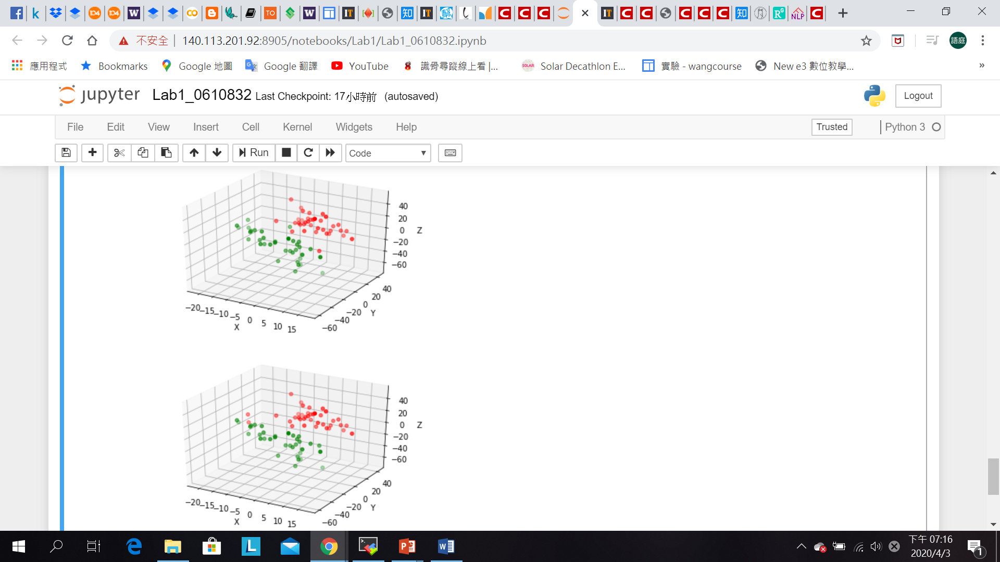 不安全 140.113.201.92:8905/notebooks/Lab1/Lab1_0610832.ipynb 語庭
應用程式 Bookmarks Google 地圖 Google 翻譯 YouTube 識骨尋蹤線上看 |... Solar Decathlon E... 實驗 - wangcourse New e3 數位教學... »
jupyter Lab1_0610832 Last Checkpoint: 17小時前 (autosaved) Logout
File Edit View Insert Cell Kernel Widgets Help Trusted Python 3
Run Code
40
20
0 Z
−20
−40
−60
40
20
0
−20 Y
−40
−60
−20 −15 −10 −5 0 5 10 15
X
40
20
0 Z
−20
−40
−60
40
20
0
−20 Y
−40
−60
−20 −15 −10 −5 0 5 10 15
X
下午 07:16
2020/4/3
1